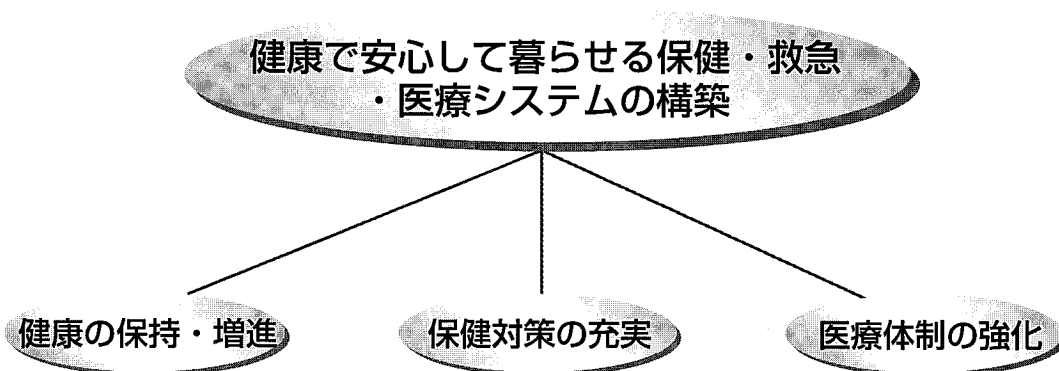 健康で安心して暮らせる保健・救急
・医療システムの構築
健康の保持・増進
保健対策の充実
医療体制の強化